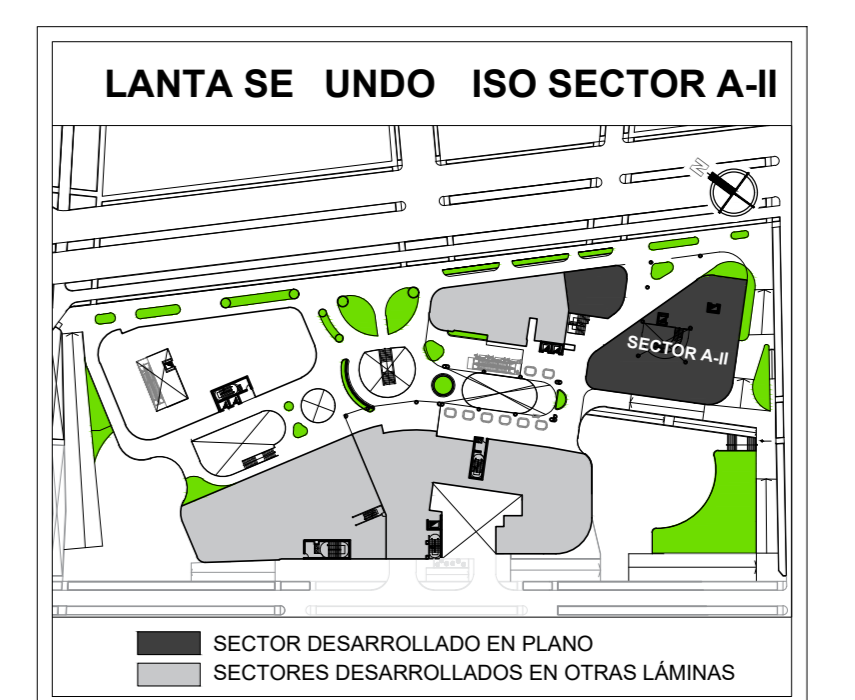 LANTA SE UNDO ISO SECTOR A-II
N
SECTOR A-II
SECTOR DESARROLLADO EN PLANO
SECTORES DESARROLLADOS EN OTRAS LÁMINAS